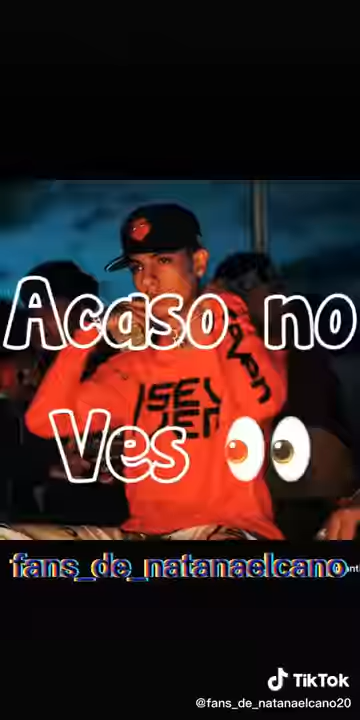 Acaso no
Ves 👀
fans_de_natanaelcano
TikTok
@fans_de_natanaelcano20